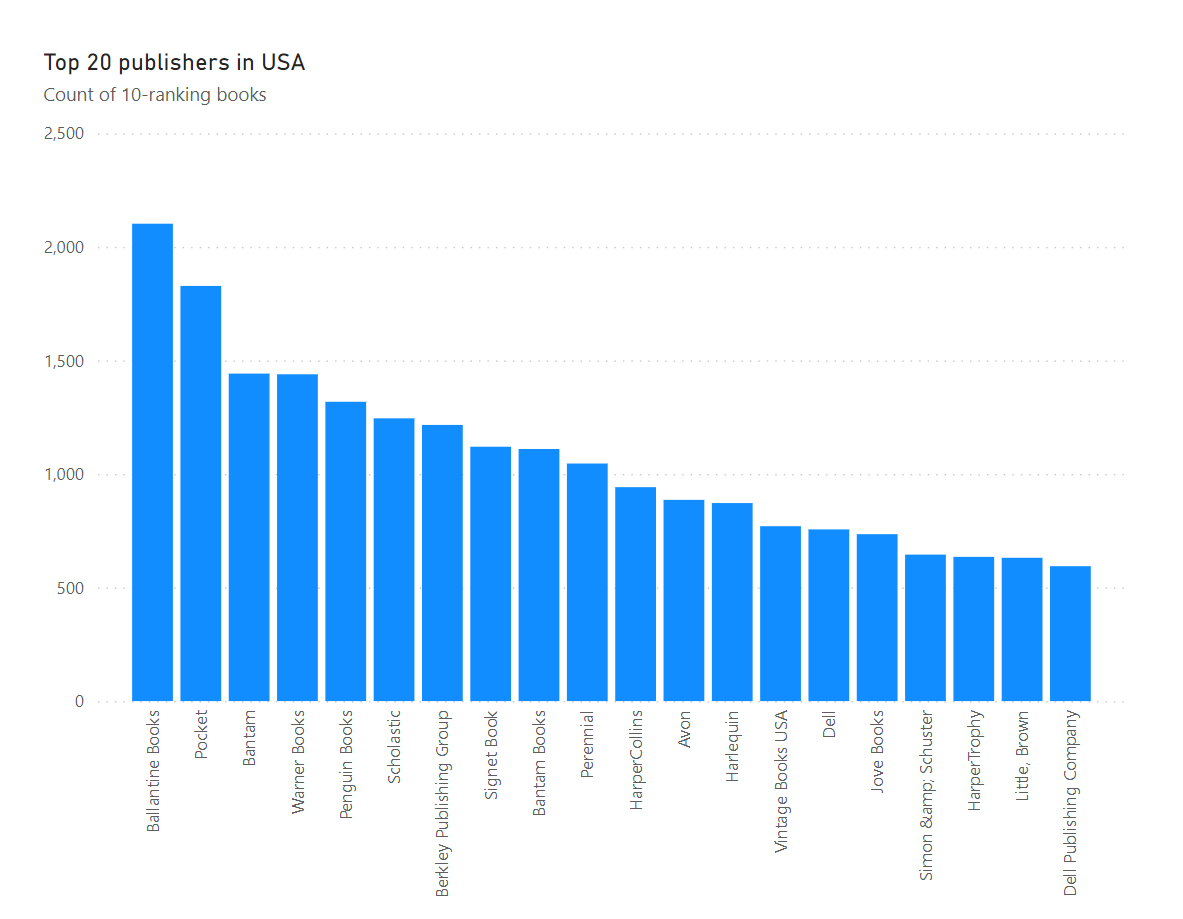 Top 20 publishers in USA
Count of 10-ranking books
2,500
2,000
1,500
1,000
500
0
Ballantine Books
Pocket
Bantam
Warner Books
Penguin Books
Scholastic
Berkley Publishing Group
Signet Book
Bantam Books
Perennial
HarperCollins
Avon
Harlequin
Vintage Books USA
Dell
Jove Books
Simon &amp;amp; Schuster
HarperTrophy
Little, Brown
Dell Publishing Company